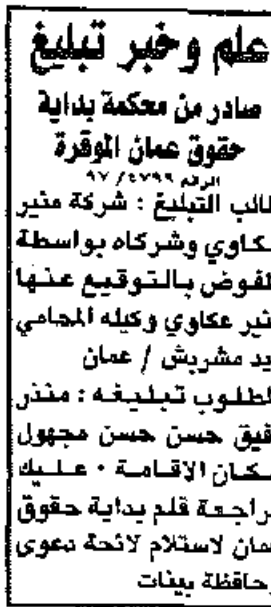 علم وخبر تبليغ
صادر من محكمة بداية
حقوق عمان الموقرة
الرقم ٩٧/٤٧٩٩
طالب التبليغ : شركة منير
عكاوي وشركاه بواسطة
المفوض بالتوقيع عنها
منير عكاوي وكيله المحامي
مشربش / عمان
المطلوب تبليغه : منذر
حسن حسن مجهول
مكان الاقامة ٠ عليك
مراجعة قلم بداية حقوق
عمان لاستلام لائحة دعوى
وحافظة بينات